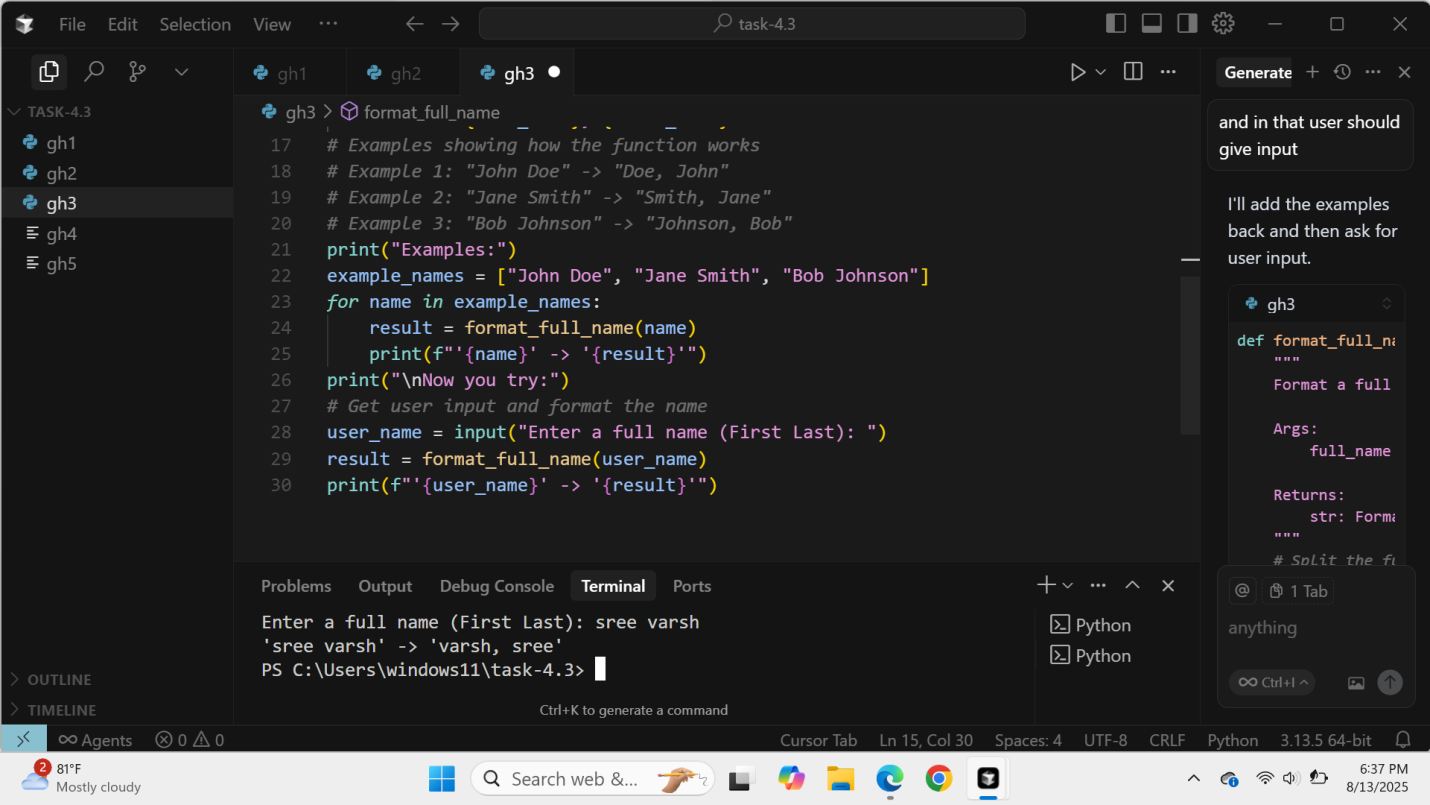 File Edit Selection View ··· task-4.3
gh1 gh2 gh3
Generate
TASK-4.3
gh1
gh2
gh3
gh4
gh5
OUTLINE
TIMELINE
gh3 > format_full_name
17 # Examples showing how the function works
18 # Example 1: "John Doe" -> "Doe, John"
19 # Example 2: "Jane Smith" -> "Smith, Jane"
20 # Example 3: "Bob Johnson" -> "Johnson, Bob"
21 print("Examples:")
22 example_names = ["John Doe", "Jane Smith", "Bob Johnson"]
23 for name in example_names:
24     result = format_full_name(name)
25     print(f"'{name}' -> '{result}'")
26 print("\nNow you try:")
27 # Get user input and format the name
28 user_name = input("Enter a full name (First Last): ")
29 result = format_full_name(user_name)
30 print(f"'{user_name}' -> '{result}'")
Problems Output Debug Console Terminal Ports
Enter a full name (First Last): sree varsh
'sree varsh' -> 'varsh, sree'
PS C:\Users\windows11\task-4.3>
Ctrl+K to generate a command
Python
Python
and in that user should
give input
I'll add the examples
back and then ask for
user input.
gh3
def format_full_na
"""
Format a full
Args:
full_name
Returns:
str: Forma
"""
# Split the fu
@ 1 Tab
anything
∞ Ctrl+I
Agents 0 0 Cursor Tab Ln 15, Col 30 Spaces: 4 UTF-8 CRLF Python 3.13.5 64-bit
2
81°F
Mostly cloudy
Search web &...
6:37 PM
8/13/2025